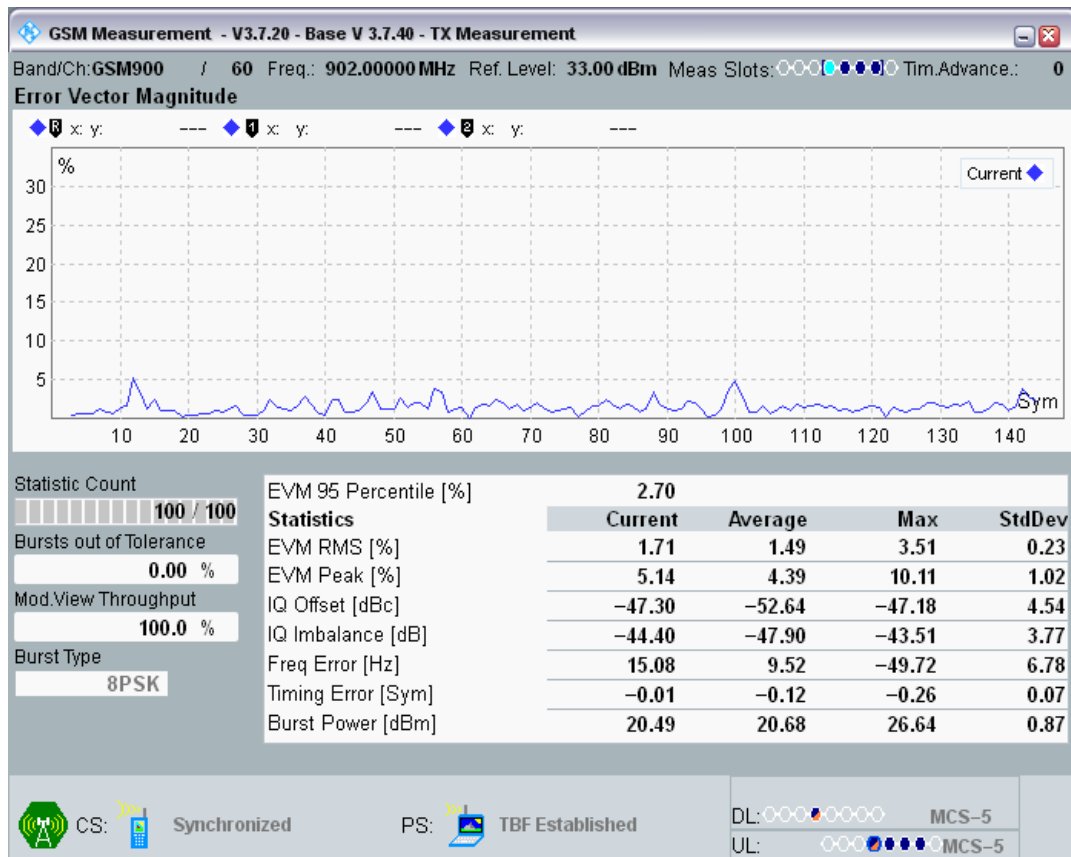 GSM Measurement - V3.7.20 - Base V 3.7.40 - TX Measurement
Band/Ch:GSM900 / 60 Freq.: 902.00000 MHz Ref. Level: 33.00 dBm Meas Slots: Tim.Advance.: 0
Error Vector Magnitude
R x: y: --- 1 x: y: --- 2 x: y: ---
%
Current
30
25
20
15
10
5
Sym
10 20 30 40 50 60 70 80 90 100 110 120 130 140
Statistic Count
100 / 100
Bursts out of Tolerance
0.00 %
Mod.View Throughput
100.0 %
Burst Type
8PSK
EVM 95 Percentile [%] 2.70
Statistics Current Average Max StdDev
EVM RMS [%] 1.71 1.49 3.51 0.23
EVM Peak [%] 5.14 4.39 10.11 1.02
IQ Offset [dBc] −47.30 −52.64 −47.18 4.54
IQ Imbalance [dB] −44.40 −47.90 −43.51 3.77
Freq Error [Hz] 15.08 9.52 −49.72 6.78
Timing Error [Sym] −0.01 −0.12 −0.26 0.07
Burst Power [dBm] 20.49 20.68 26.64 0.87
CS: Synchronized PS: TBF Established
DL: MCS−5
UL: MCS−5